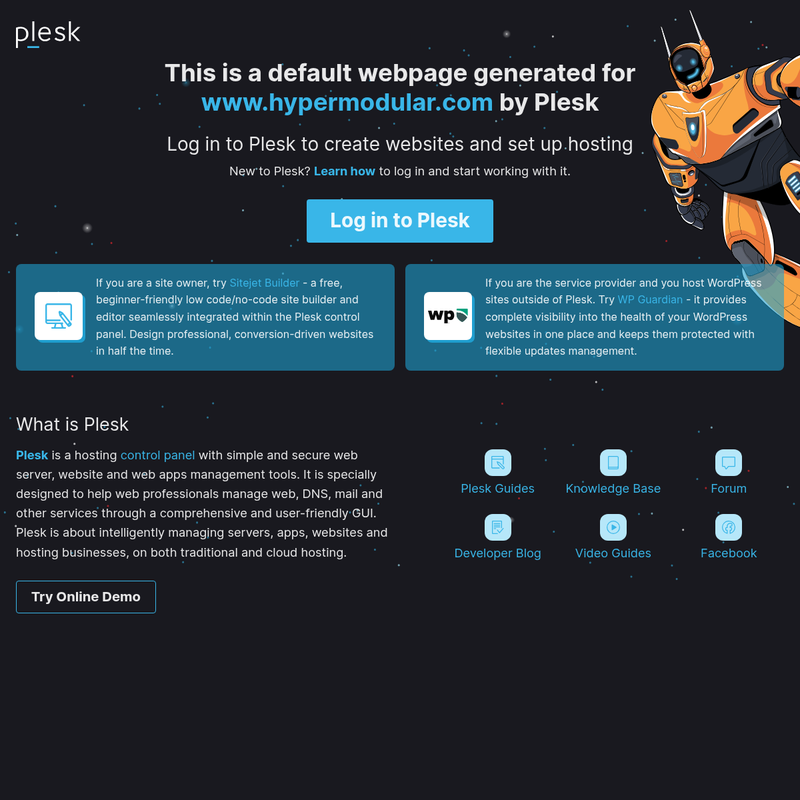 plesk
This is a default webpage generated for
www.hypermodular.com by Plesk
Log in to Plesk to create websites and set up hosting
New to Plesk? Learn how to log in and start working with it.
Log in to Plesk
If you are a site owner, try Sitejet Builder - a free,
beginner-friendly low code/no-code site builder and
editor seamlessly integrated within the Plesk control
panel. Design professional, conversion-driven websites
in half the time.
wp
If you are the service provider and you host WordPress
sites outside of Plesk. Try WP Guardian - it provides
complete visibility into the health of your WordPress
websites in one place and keeps them protected with
flexible updates management.
What is Plesk
Plesk is a hosting control panel with simple and secure web
server, website and web apps management tools. It is specially
designed to help web professionals manage web, DNS, mail and
other services through a comprehensive and user-friendly GUI.
Plesk is about intelligently managing servers, apps, websites and
hosting businesses, on both traditional and cloud hosting.
Try Online Demo
Plesk Guides
Knowledge Base
Forum
Developer Blog
Video Guides
Facebook